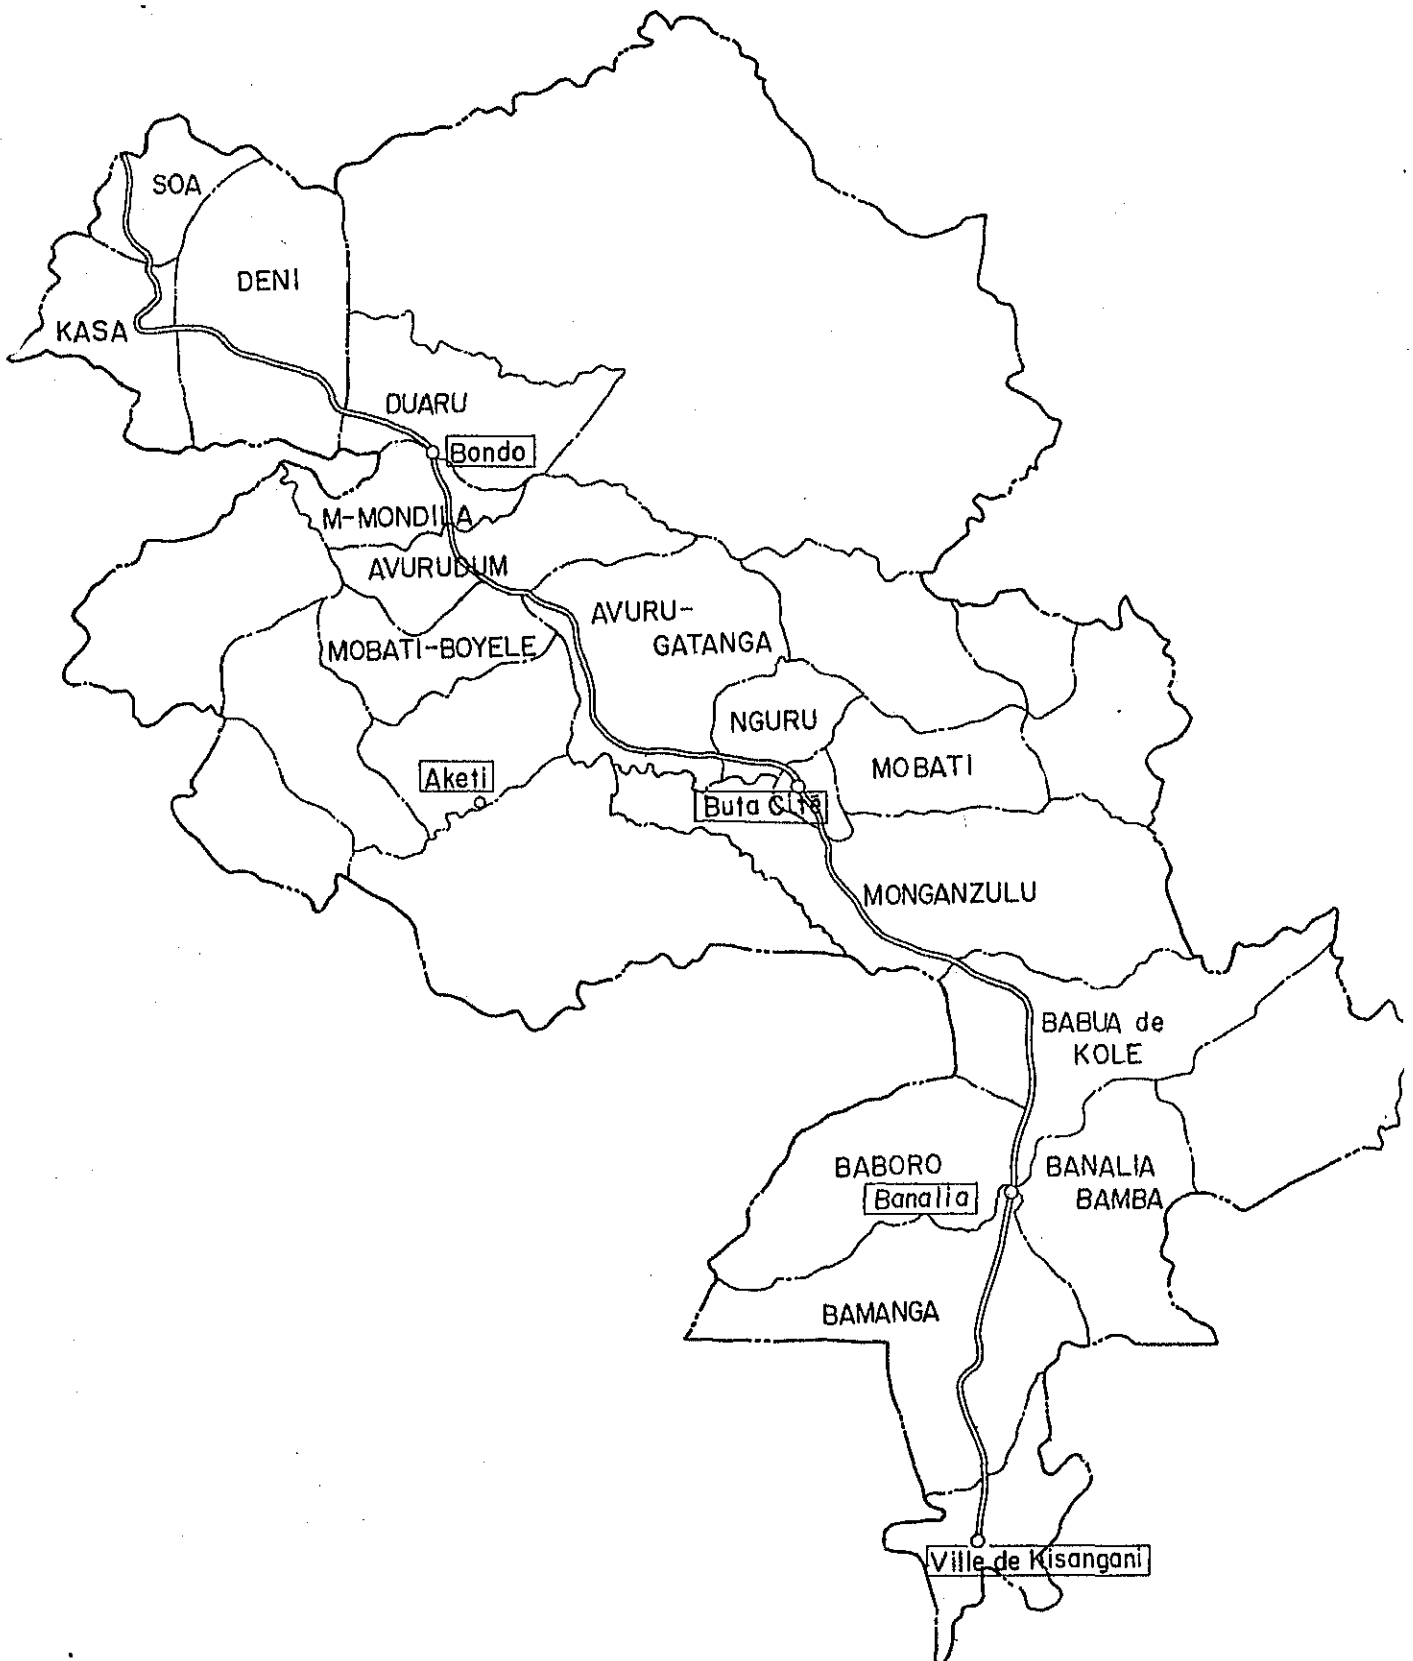 SOA
DENI
KASA
DUARU
Bondo
M-MONDILA
AVURUDUM
AVURU-
GATANGA
MOBATI-BOYELE
NGURU
MOBATI
Aketi
Buta Cité
MONGANZULU
BABUA de
KOLE
BABORO
BANALIA
BAMBA
Banalia
BAMANGA
Ville de Kisangani